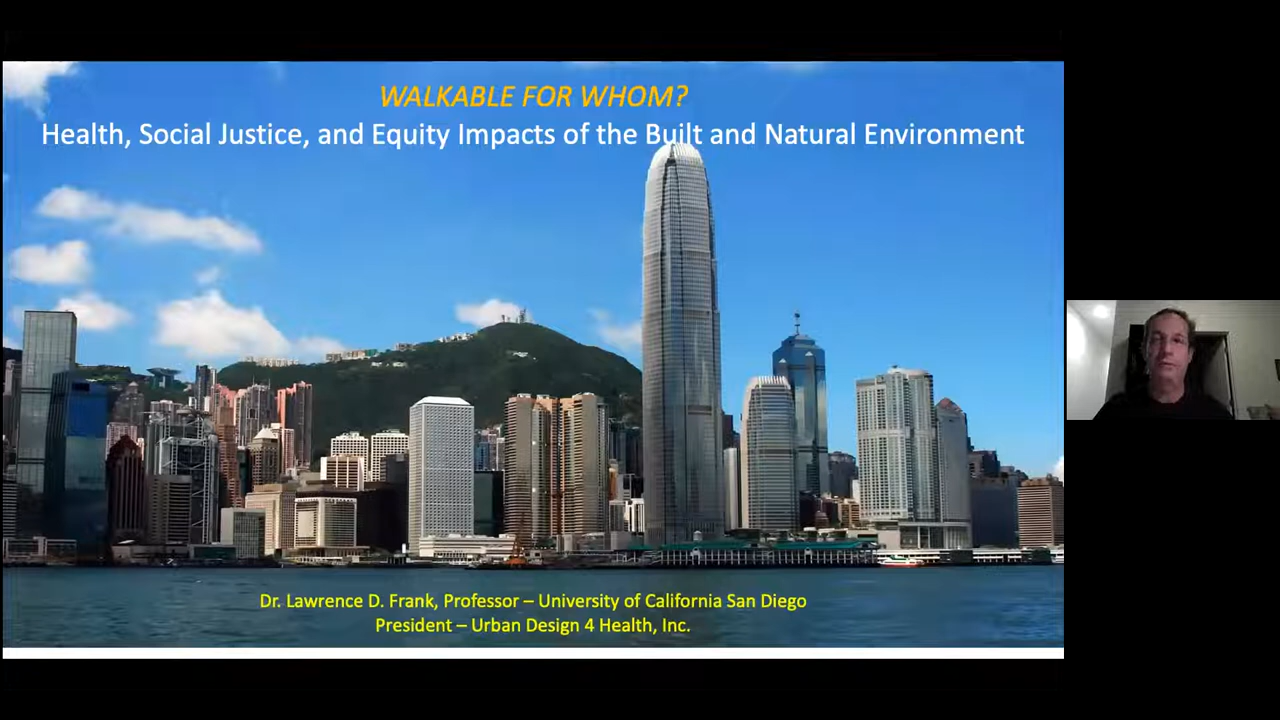 WALKABLE FOR WHOM?
Health, Social Justice, and Equity Impacts of the Built and Natural Environment
Dr. Lawrence D. Frank, Professor – University of California San Diego
President – Urban Design 4 Health, Inc.